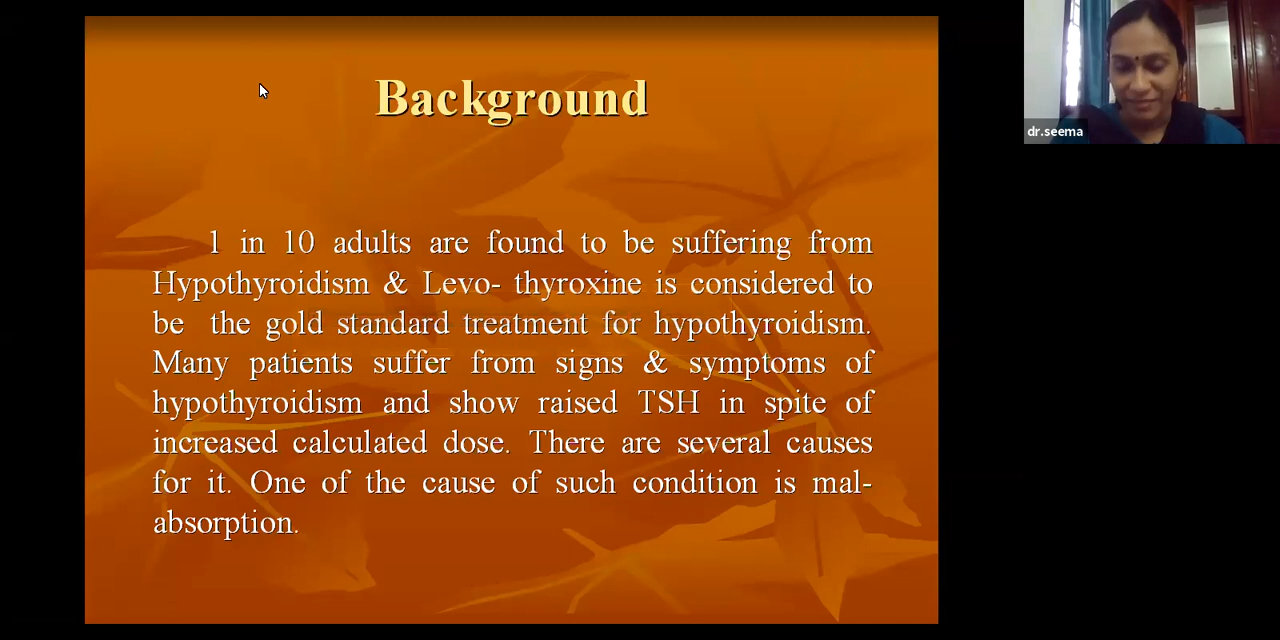 Background
1 in 10 adults are found to be suffering from
Hypothyroidism & Levo- thyroxine is considered to
be the gold standard treatment for hypothyroidism.
Many patients suffer from signs & symptoms of
hypothyroidism and show raised TSH in spite of
increased calculated dose. There are several causes
for it. One of the cause of such condition is mal-
absorption.
dr.seema